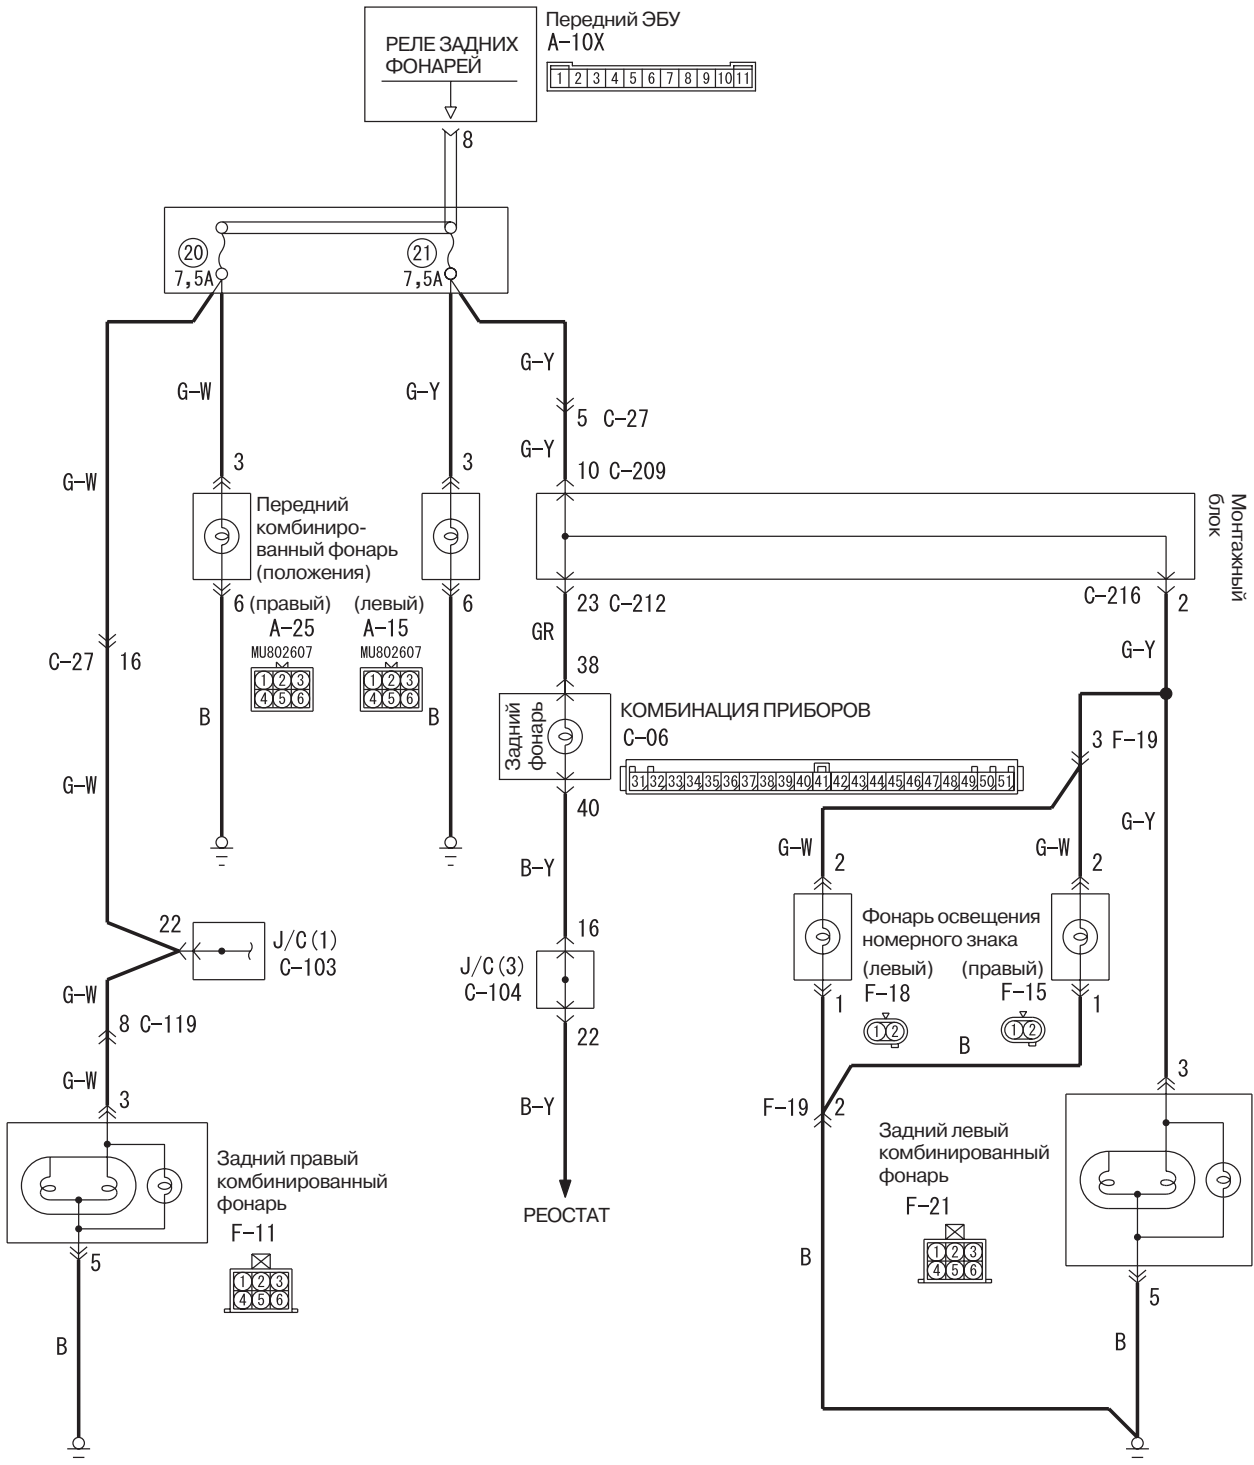 Передний ЭБУ
A-10X
РЕЛЕ ЗАДНИХ
ФОНАРЕЙ
1 2 3 4 5 6 7 8 9 10 11
8
20
7,5A
21
7,5A
G-Y
G-W
G-Y
5 C-27
G-Y
G-W
3
3
10 C-209
Передний
комбиниро-
ванный фонарь
(положения)
Монтажный
блок
6 (правый)
A-25
MU802607
1 2 3
4 5 6
(левый) 6
A-15
MU802607
1 2 3
4 5 6
23 C-212
C-216 2
GR
G-Y
C-27 16
38
B
B
Задний
фонарь
КОМБИНАЦИЯ ПРИБОРОВ
C-06
31 32 33 34 35 36 37 38 39 40 41 42 43 44 45 46 47 48 49 50 51
3 F-19
G-W
40
G-Y
B-Y
G-W
2
G-W
2
22
J/C(1)
C-103
16
Фонарь освещения
номерного знака
(левый)
F-18
1 2
(правый)
F-15
1 2
J/C(3)
C-104
G-W
8 C-119
22
1
1
B
G-W
3
B-Y
F-19 2
3
Задний правый
комбинированный
фонарь
F-11
1 2 3
4 5 6
РЕОСТАТ
Задний левый
комбинированный
фонарь
F-21
1 2 3
4 5 6
5
B
5
B
B